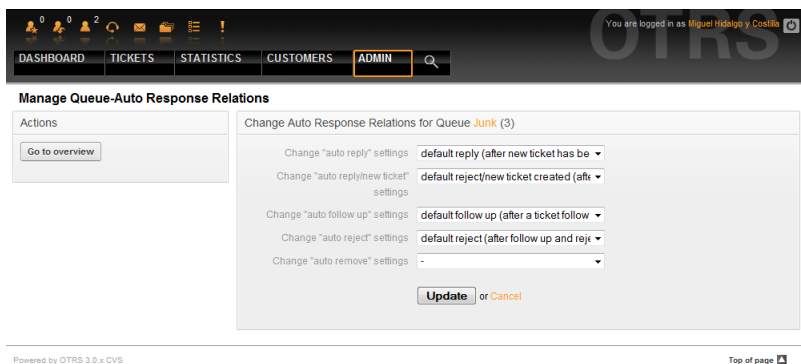 0 0 2
You are logged in as Miguel Hidalgo y Costilla
OTRS
DASHBOARD TICKETS STATISTICS CUSTOMERS ADMIN
Manage Queue-Auto Response Relations
Actions
Go to overview
Change Auto Response Relations for Queue Junk (3)
Change "auto reply" settings default reply (after new ticket has be
Change "auto reply/new ticket" settings default reject/new ticket created (afte
Change "auto follow up" settings default follow up (after a ticket follow
Change "auto reject" settings default reject (after follow up and reje
Change "auto remove" settings -
Update or Cancel
Powered by OTRS 3.0.x CVS
Top of page